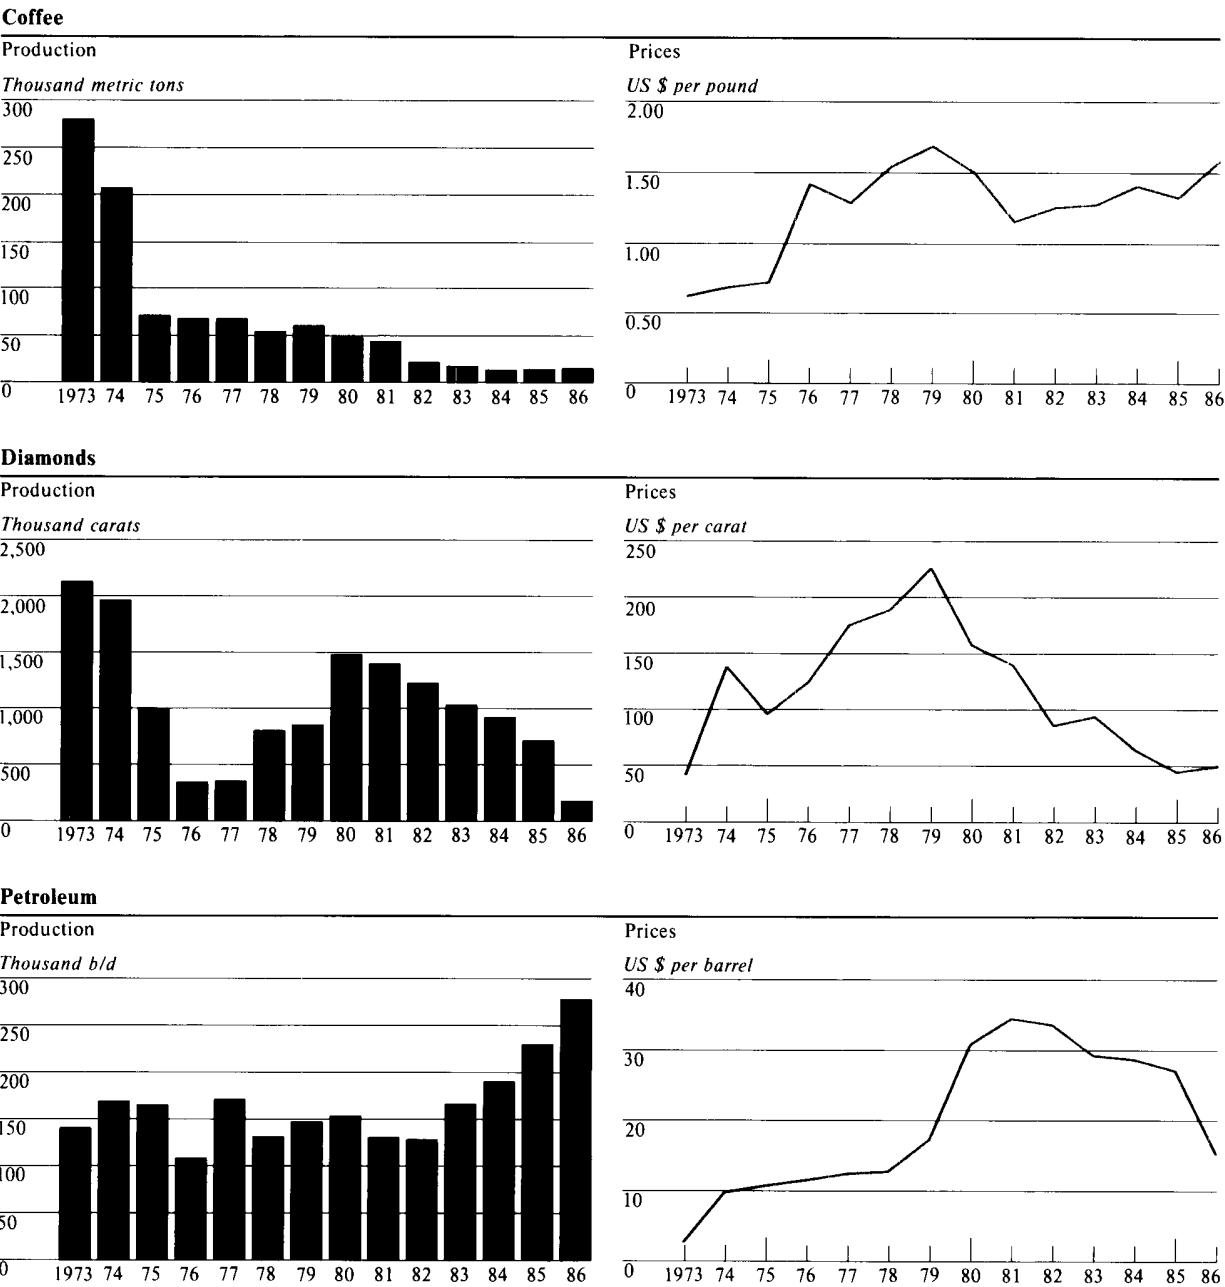 Coffee
Production
Thousand metric tons
300
250
200
150
100
50
0
1973 74 75 76 77 78 79 80 81 82 83 84 85 86
Prices
US $ per pound
2.00
1.50
1.00
0.50
0
1973 74 75 76 77 78 79 80 81 82 83 84 85 86
Diamonds
Production
Thousand carats
2,500
2,000
1,500
1,000
500
0
1973 74 75 76 77 78 79 80 81 82 83 84 85 86
Prices
US $ per carat
250
200
150
100
50
0
1973 74 75 76 77 78 79 80 81 82 83 84 85 86
Petroleum
Production
Thousand b/d
300
250
200
150
100
50
0
1973 74 75 76 77 78 79 80 81 82 83 84 85 86
Prices
US $ per barrel
40
30
20
10
0
1973 74 75 76 77 78 79 80 81 82 83 84 85 86